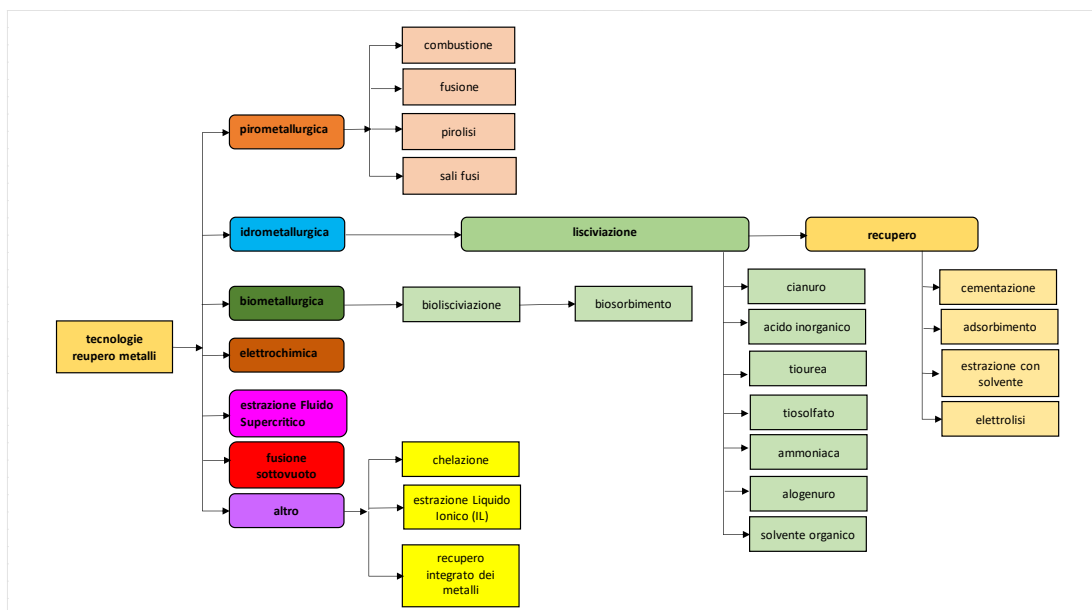 combustione
fusione
pirometallurgica
pirolisi
sali fusi
idrometallurgica
lisciviazione
recupero
cianuro
acido inorganico
tiourea
tiosolfato
ammoniaca
alogenuro
solvente organico
cementazione
adsorbimento
estrazione con
solvente
elettrolisi
biometallurgica
biolisciviazione
biosorbimento
tecnologie
reupero metalli
elettrochimica
estrazione Fluido
Supercritico
fusione
sottovuoto
altro
chelazione
estrazione Liquido
Ionico (IL)
recupero
integrato dei
metalli